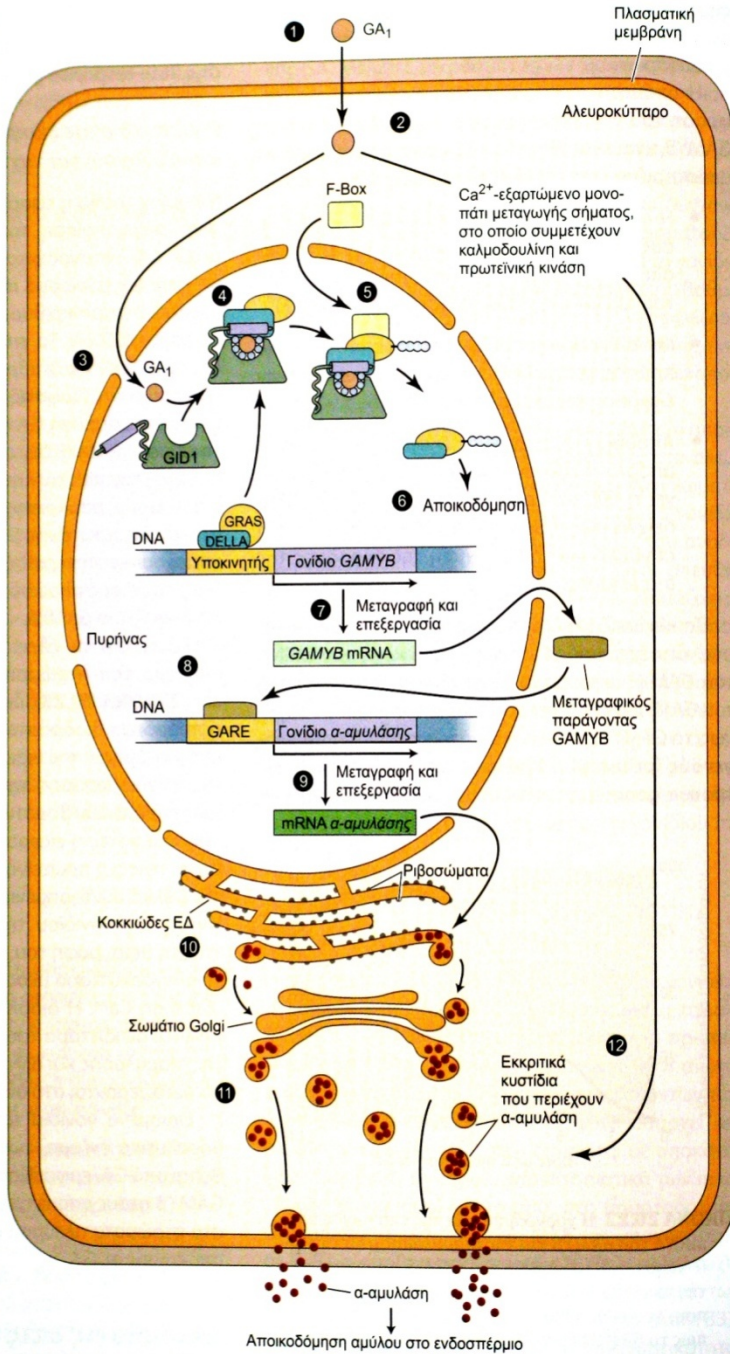 1
GA1
Πλασματική
μεμβράνη
Αλευροκύτταρο
2
F-Box
Ca2+-εξαρτώμενο μονο-
πάτι μεταγωγής σήματος,
στο οποίο συμμετέχουν
καλμοδουλίνη και
πρωτεϊνική κινάση
3
GA1
4
5
GID1
6
Αποικοδόμηση
GRAS
DELLA
DNA
Υποκινητής
Γονίδιο GAMYB
7
Μεταγραφή και
επεξεργασία
GAMYB mRNA
Πυρήνας
8
Μεταγραφικός
παράγοντας
GAMYB
DNA
GARE
Γονίδιο α-αμυλάσης
9
Μεταγραφή και
επεξεργασία
mRNA α-αμυλάσης
Ριβοσώματα
Κοκκιώδες ΕΔ
10
Σωμάτιο Golgi
11
12
Εκκριτικά
κυστίδια
που περιέχουν
α-αμυλάση
α-αμυλάση
Αποικοδόμηση αμύλου στο ενδοσπέρμιο